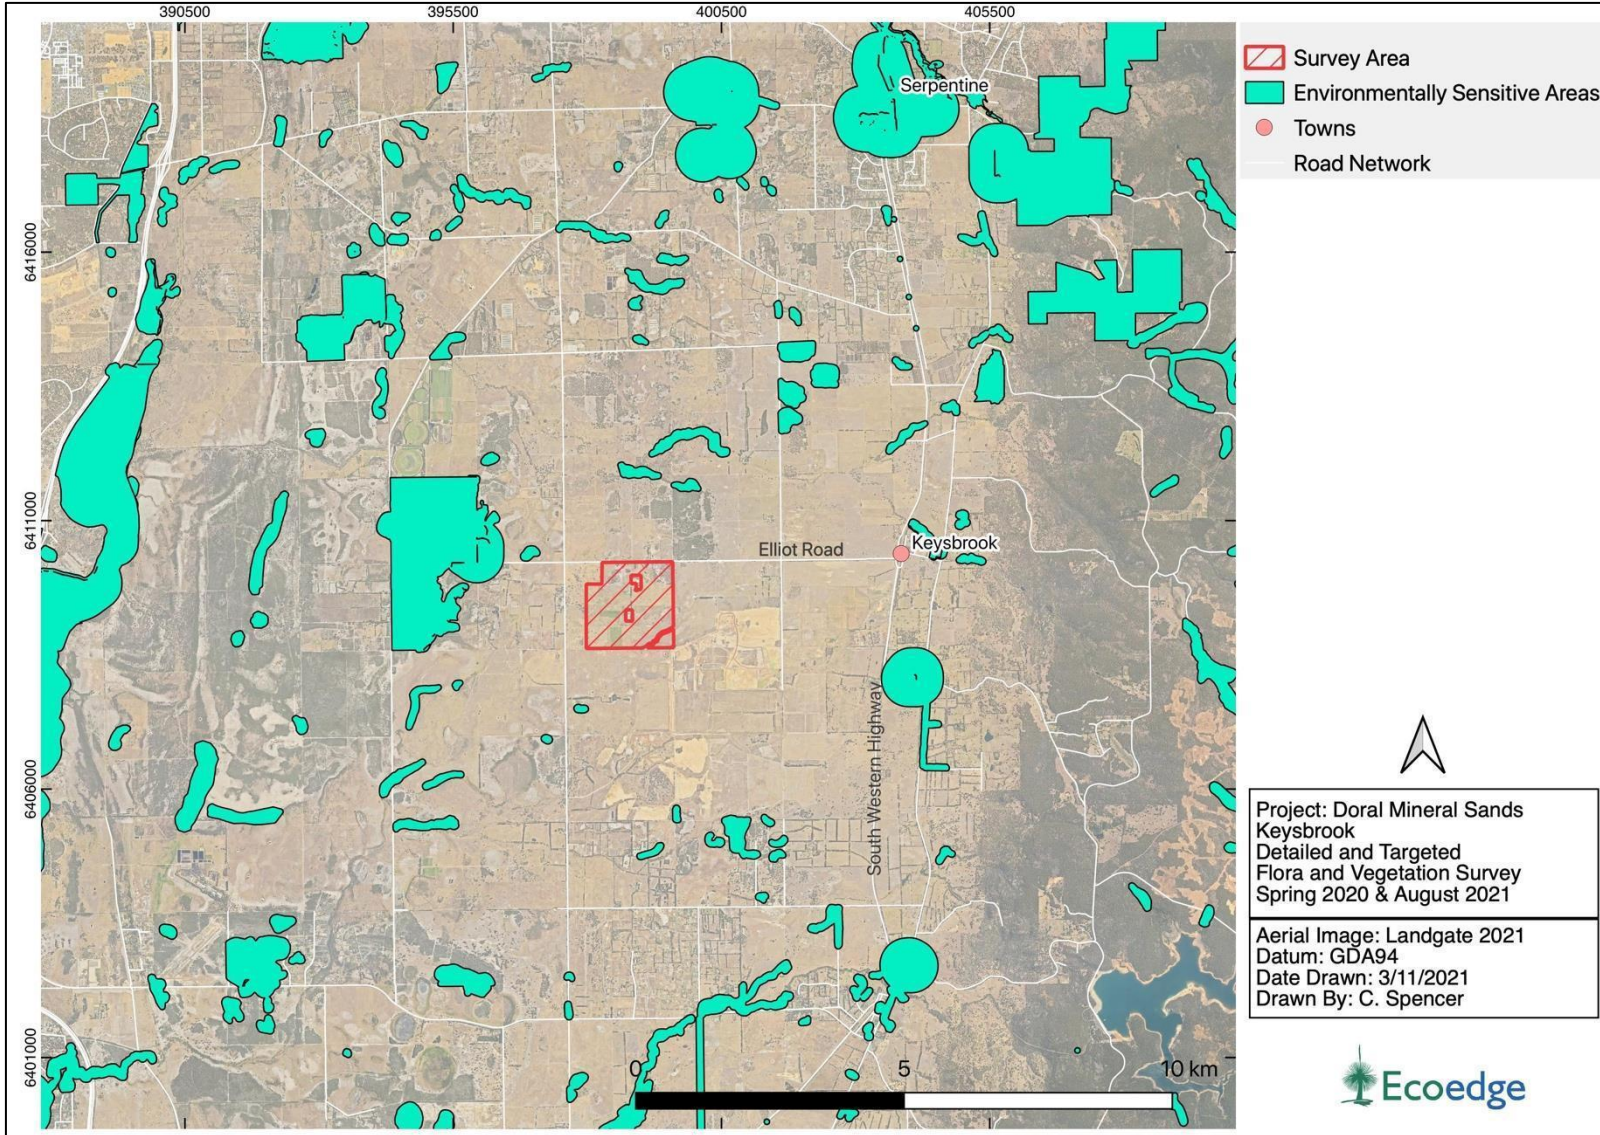 390500
395500
400500
405500
6416000
6411000
6406000
6401000
Serpentine
Keysbrook
Elliot Road
South Western Highway
0
5
10 km
Survey Area
Environmentally Sensitive Areas
Towns
Road Network
Project: Doral Mineral Sands
Keysbrook
Detailed and Targeted
Flora and Vegetation Survey
Spring 2020 & August 2021
Aerial Image: Landgate 2021
Datum: GDA94
Date Drawn: 3/11/2021
Drawn By: C. Spencer
Ecoedge